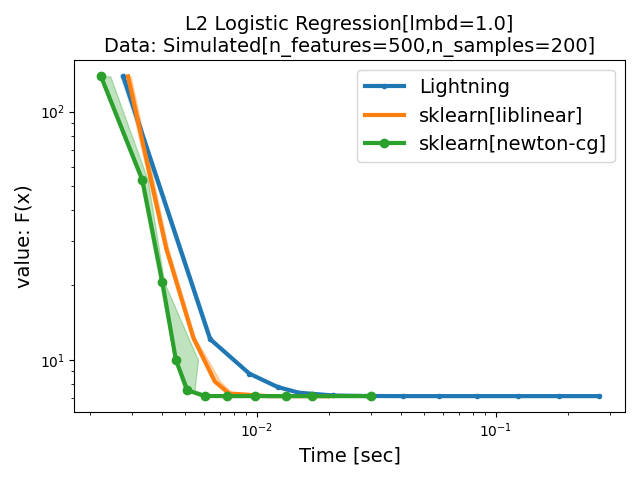 L2 Logistic Regression[lmbd=1.0]
Data: Simulated[n_features=500,n_samples=200]
value: F(x)
10²
10¹
Lightning
sklearn[liblinear]
sklearn[newton-cg]
10⁻²
10⁻¹
Time [sec]